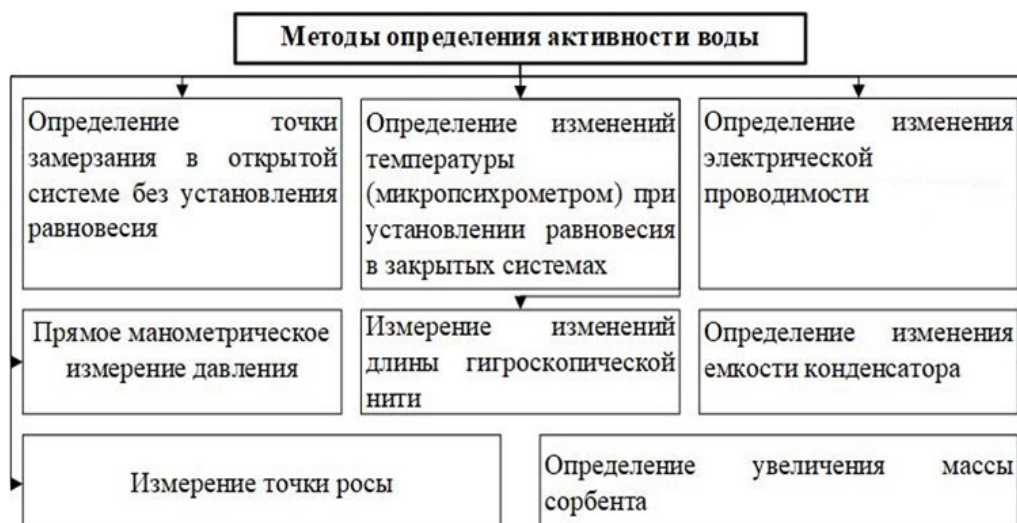 Методы определения активности воды
Определение точки
замерзания в открытой
системе без установления
равновесия
Определение изменений
температуры
(микропсихрометром) при
установлении равновесия
в закрытых системах
Определение изменения
электрической
проводимости
Прямое манометрическое
измерение давления
Измерение изменений
длины гигроскопической
нити
Определение изменения
емкости конденсатора
Измерение точки росы
Определение увеличения массы
сорбента